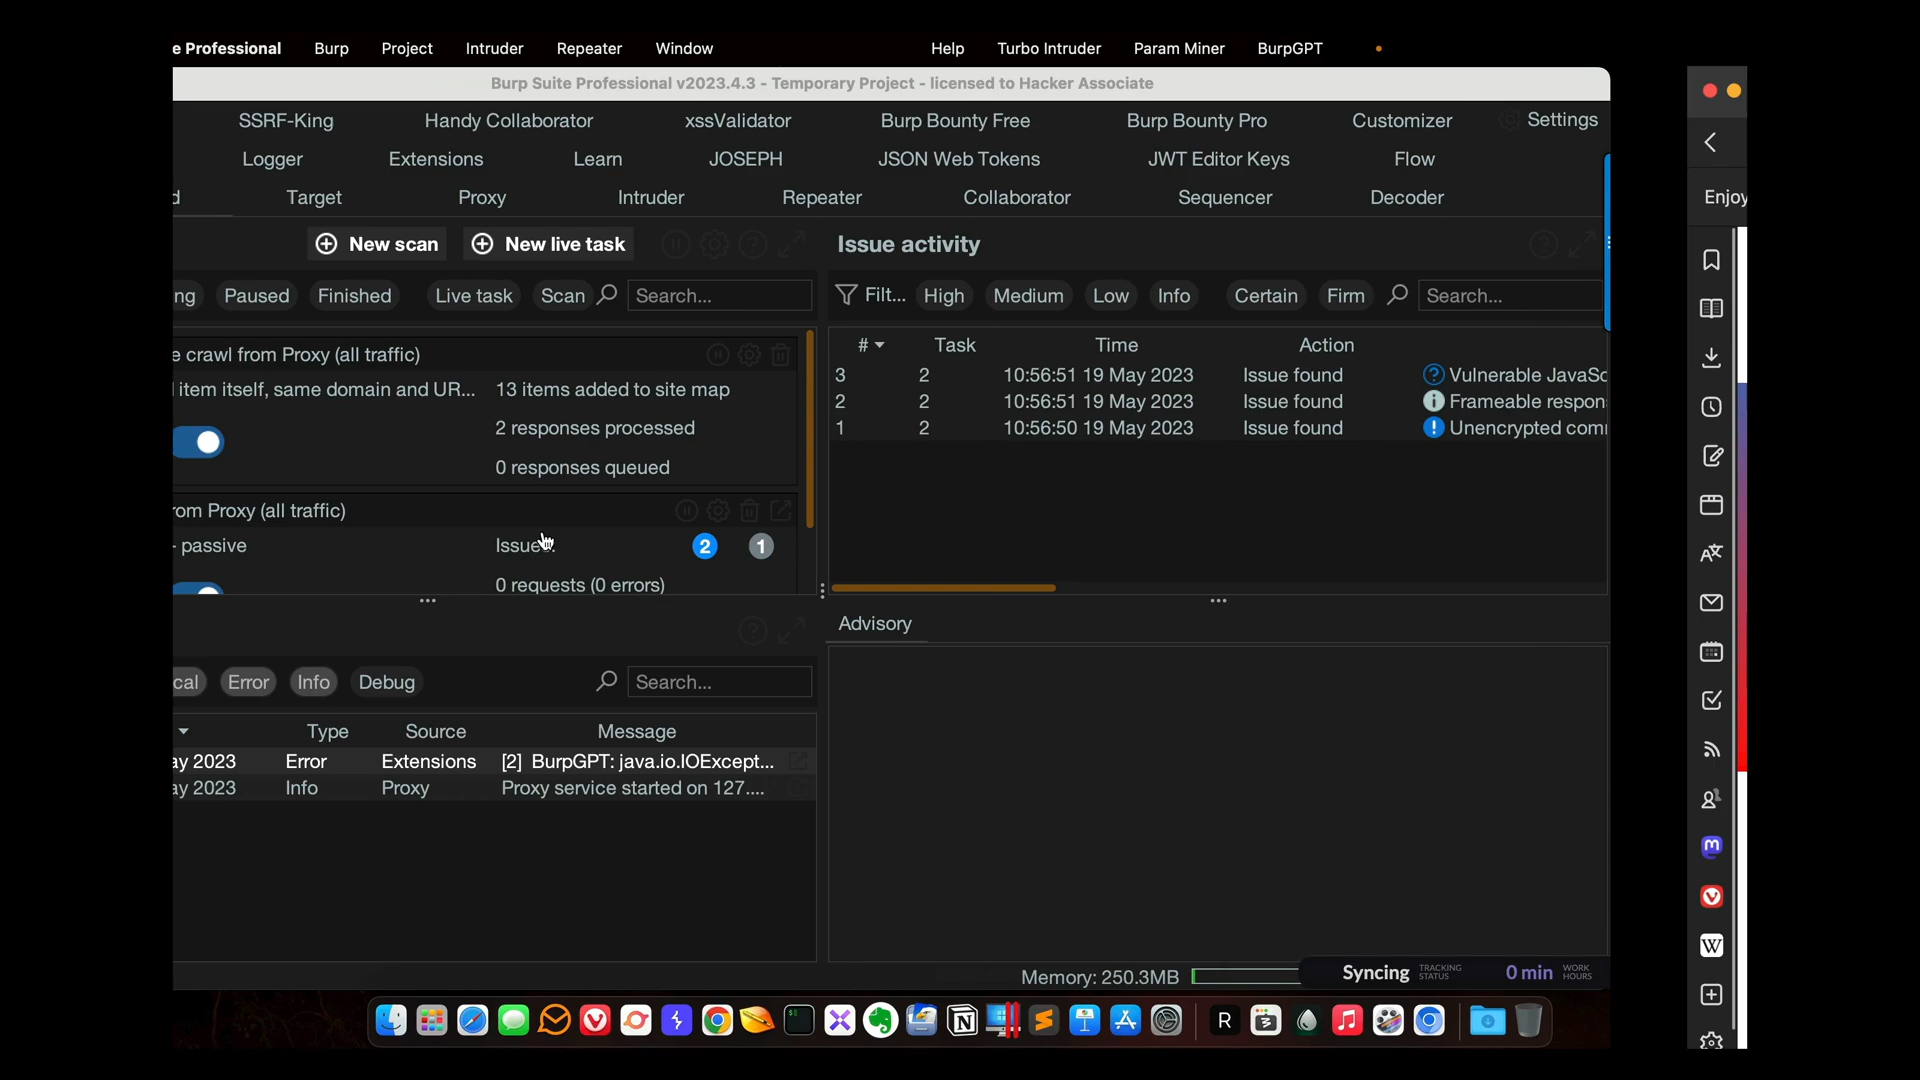 e Professional Burp Project Intruder Repeater Window Help Turbo Intruder Param Miner BurpGPT
Burp Suite Professional v2023.4.3 - Temporary Project - licensed to Hacker Associate
SSRF-King Handy Collaborator xssValidator Burp Bounty Free Burp Bounty Pro Customizer Settings
Logger Extensions Learn JOSEPH JSON Web Tokens JWT Editor Keys Flow
d Target Proxy Intruder Repeater Collaborator Sequencer Decoder
Enjoy
New scan New live task
Issue activity
ng Paused Finished Live task Scan Search...
Filt... High Medium Low Info Certain Firm Search...
e crawl from Proxy (all traffic)
item itself, same domain and UR... 13 items added to site map
2 responses processed
0 responses queued
rom Proxy (all traffic)
- passive Issues: 2 1
0 requests (0 errors)
# Task Time Action
3 2 10:56:51 19 May 2023 Issue found Vulnerable JavaSc
2 2 10:56:51 19 May 2023 Issue found Frameable respon
1 2 10:56:50 19 May 2023 Issue found Unencrypted com
Advisory
cal Error Info Debug Search...
Type Source Message
ay 2023 Error Extensions [2] BurpGPT: java.io.IOExcept...
ay 2023 Info Proxy Proxy service started on 127....
Memory: 250.3MB
Syncing TRACKING STATUS 0 min WORK HOURS